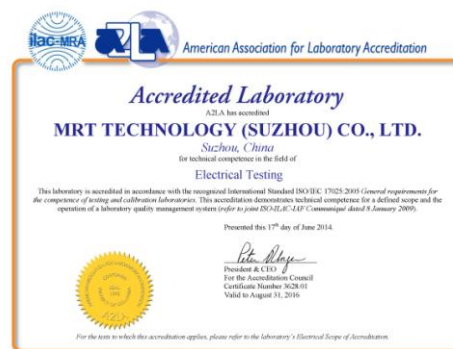 ilac-MRA
A2LA
American Association for Laboratory Accreditation
Accredited Laboratory
A2LA has accredited
MRT TECHNOLOGY (SUZHOU) CO., LTD.
Suzhou, China
for technical competence in the field of
Electrical Testing
This laboratory is accredited in accordance with the recognized International Standard ISO/IEC 17025:2005 General requirements for
the competence of testing and calibration laboratories. This accreditation demonstrates technical competence for a defined scope and the
operation of a laboratory quality management system (refer to joint ISO-ILAC-IAF Communiqué dated 8 January 2009).
Presented this 17th day of June 2014.
President & CEO
For the Accreditation Council
Certificate Number 3628.01
Valid to August 31, 2016
A2LA
For the tests to which this accreditation applies, please refer to the laboratory's Electrical Scope of Accreditation.